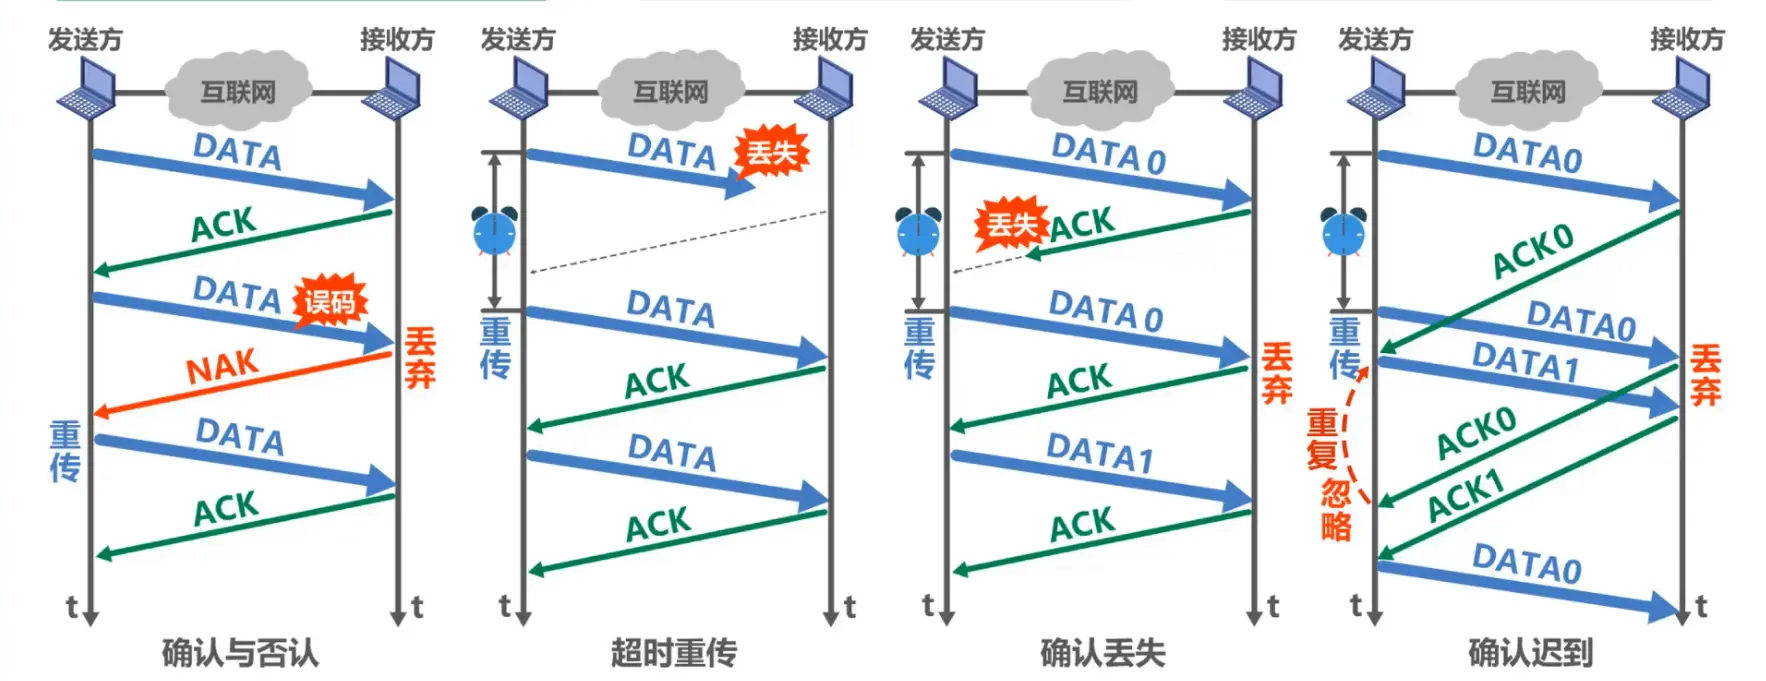 发送方
接收方
互联网
DATA
ACK
DATA
误码
丢弃
NAK
重传
DATA
ACK
t
t
确认与否认
发送方
接收方
互联网
DATA
丢失
重传
DATA
ACK
DATA
ACK
t
t
超时重传
发送方
接收方
互联网
DATA 0
丢失
ACK
重传
DATA 0
丢弃
ACK
DATA1
ACK
t
t
确认丢失
发送方
接收方
互联网
DATA0
ACK0
重传
DATA0
DATA1
丢弃
重复
忽略
ACK0
ACK1
DATA0
t
t
确认迟到